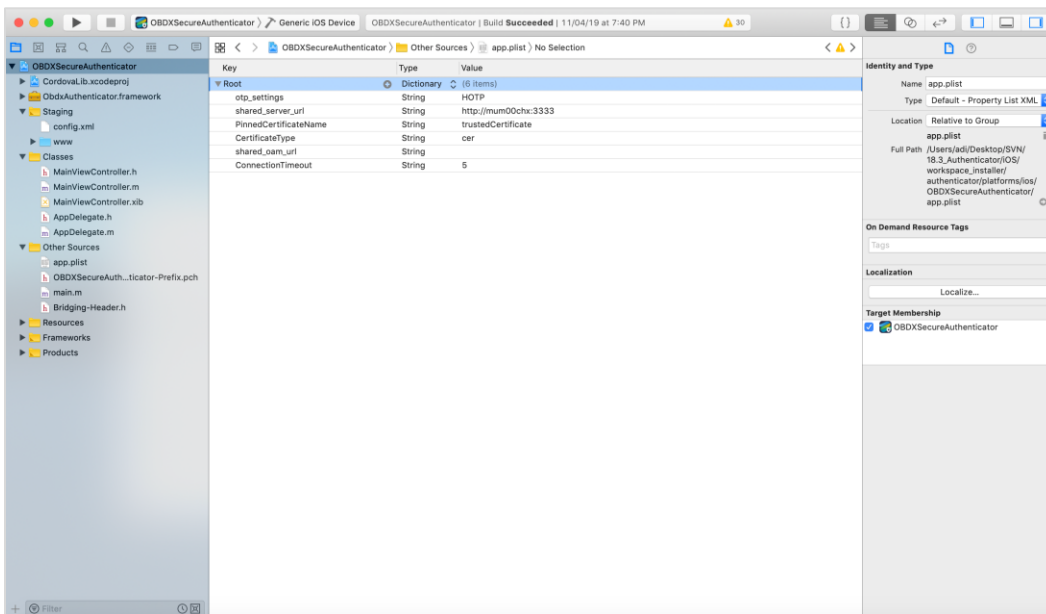 OBDXSecureAuthenticator 〉 Generic iOS Device
OBDXSecureAuthenticator | Build Succeeded | 11/04/19 at 7:40 PM
30
{ }
OBDXSecureAuthenticator 〉 Other Sources 〉 app.plist 〉 No Selection
OBDXSecureAuthenticator
CordovaLib.xcodeproj
ObdxAuthenticator.framework
Staging
config.xml
www
Classes
MainViewController.h
MainViewController.m
MainViewController.xib
AppDelegate.h
AppDelegate.m
Other Sources
app.plist
OBDXSecureAuth...ticator-Prefix.pch
main.m
Bridging-Header.h
Resources
Frameworks
Products
Filter
Key Type Value
Root Dictionary (6 items)
otp_settings String HOTP
shared_server_url String http://mum00chx:3333
PinnedCertificateName String trustedCertificate
CertificateType String cer
shared_oam_url String
ConnectionTimeout String 5
Identity and Type
Name app.plist
Type Default - Property List XML
Location Relative to Group
app.plist
Full Path /Users/adi/Desktop/SVN/
18.3_Authenticator/iOS/
workspace_installer/
authenticator/platforms/ios/
OBDXSecureAuthenticator/
app.plist
On Demand Resource Tags
Tags
Localization
Localize...
Target Membership
OBDXSecureAuthenticator